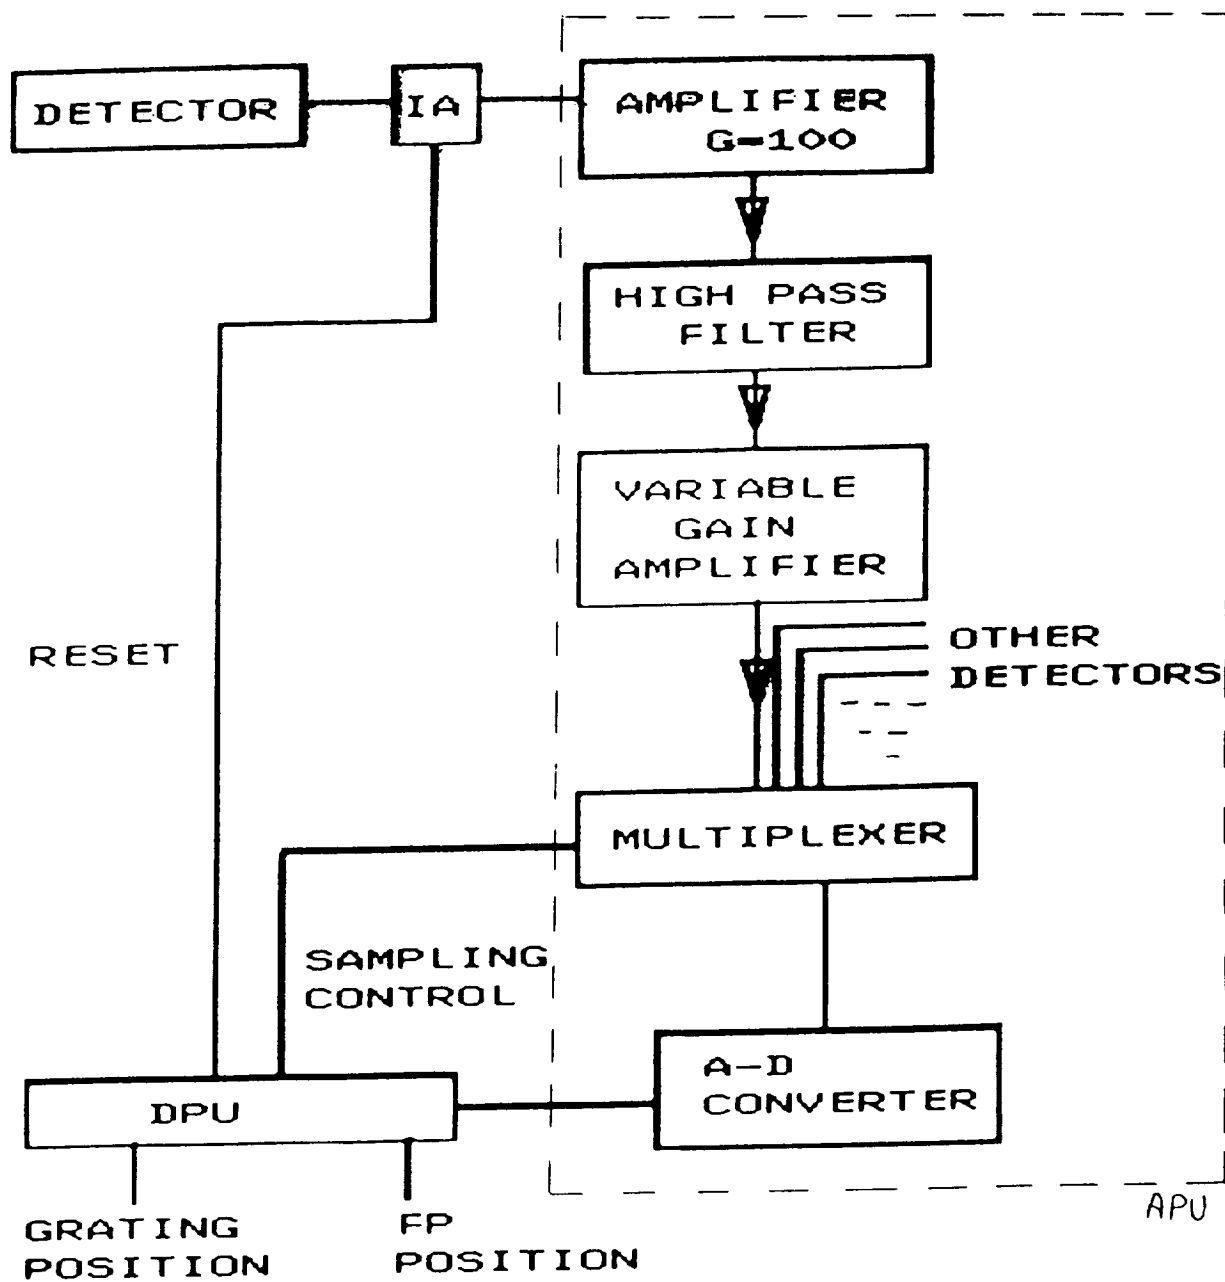 DETECTOR
IA
AMPLIFIER
G=100
HIGH PASS
FILTER
VARIABLE
GAIN
AMPLIFIER
RESET
OTHER
DETECTORS
MULTIPLEXER
SAMPLING
CONTROL
A-D
CONVERTER
DPU
APU
GRATING
POSITION
FP
POSITION